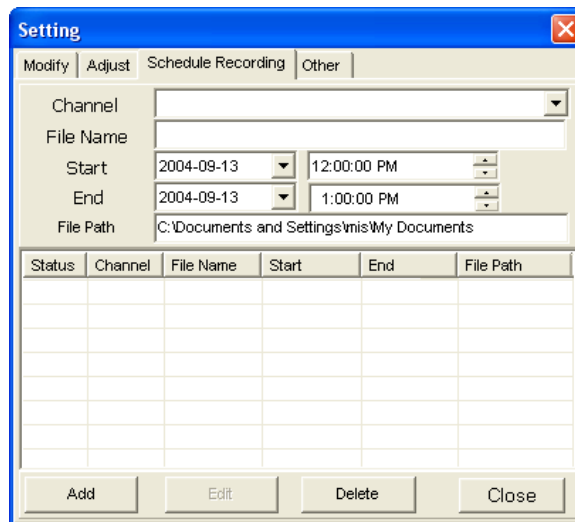 Setting
Modify Adjust Schedule Recording Other
Channel
File Name
Start 2004-09-13 12:00:00 PM
End 2004-09-13 1:00:00 PM
File Path C:\Documents and Settings\mis\My Documents
Status Channel File Name Start End File Path
Add Edit Delete Close